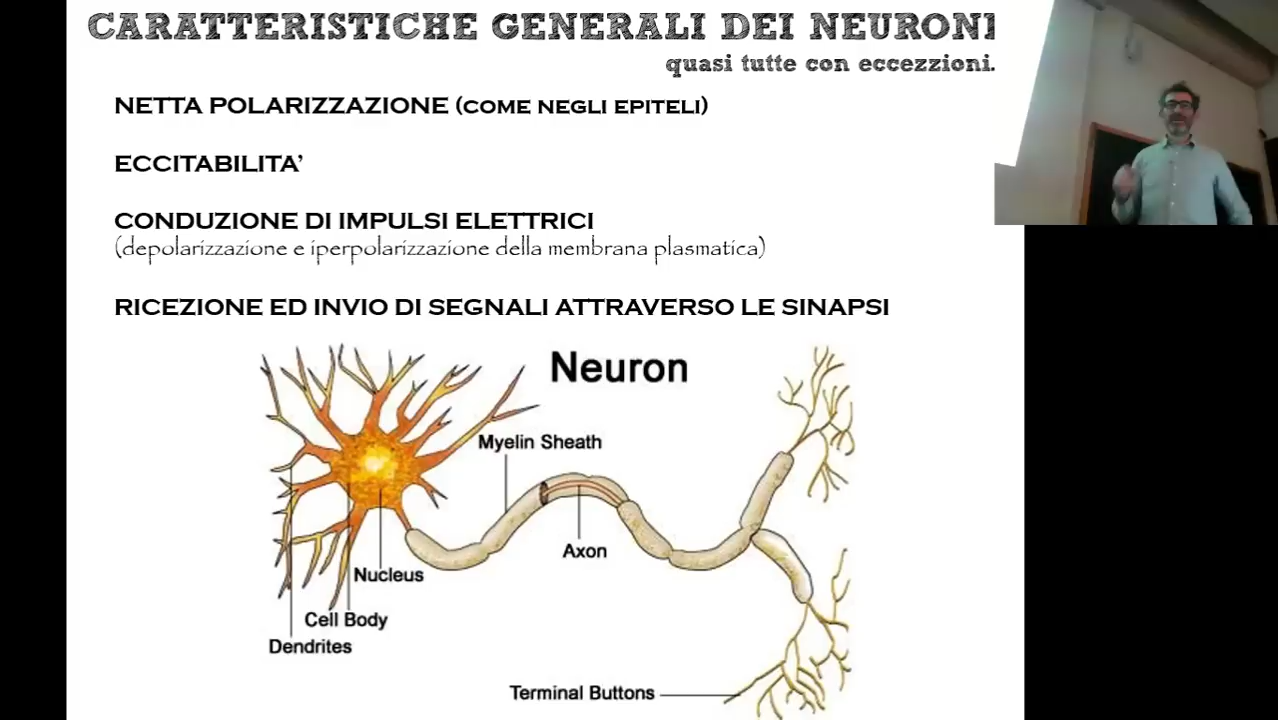 CARATTERISTICHE GENERALI DEI NEURONI
quasi tutte con eccezzioni.
NETTA POLARIZZAZIONE (COME NEGLI EPITELI)
ECCITABILITA’
CONDUZIONE DI IMPULSI ELETTRICI
(depolarizzazione e iperpolarizzazione della membrana plasmatica)
RICEZIONE ED INVIO DI SEGNALI ATTRAVERSO LE SINAPSI
Neuron
Myelin Sheath
Axon
Nucleus
Cell Body
Dendrites
Terminal Buttons